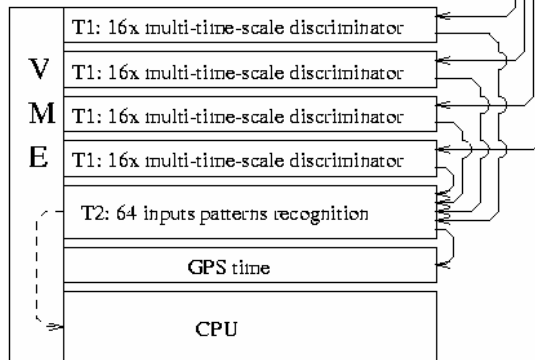 T1: 16x multi-time-scale discriminator
V
T1: 16x multi-time-scale discriminator
M
T1: 16x multi-time-scale discriminator
E
T1: 16x multi-time-scale discriminator
T2: 64 inputs patterns recognition
GPS time
CPU